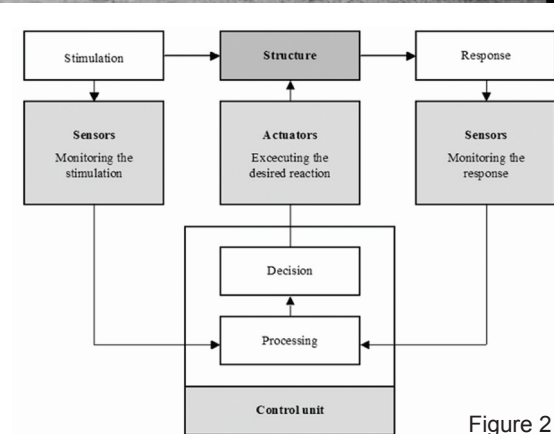 Stimulation
Structure
Response
Sensors
Monitoring the
stimulation
Actuators
Excecuting the
desired reaction
Sensors
Monitoring the
response
Decision
Processing
Control unit
Figure 2